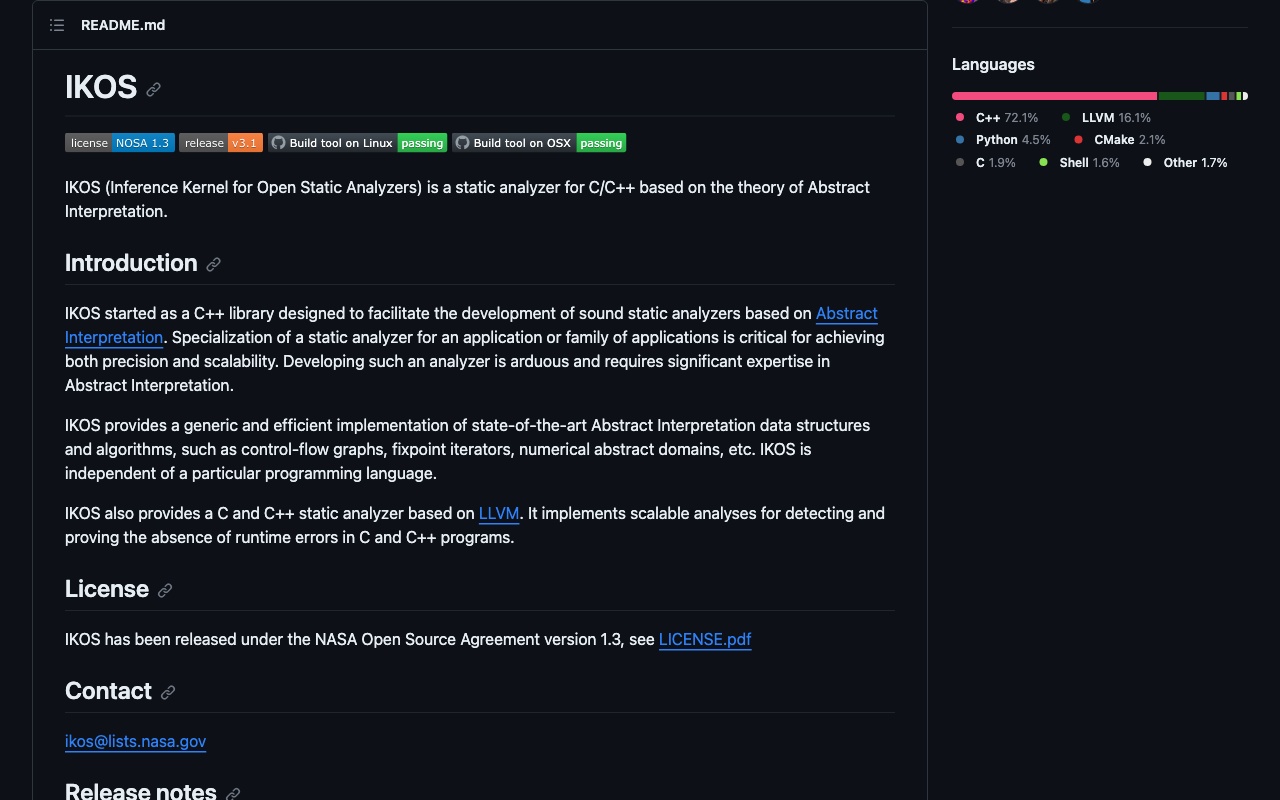 README.md
IKOS
license NOSA 1.3 release v3.1 Build tool on Linux passing Build tool on OSX passing
IKOS (Inference Kernel for Open Static Analyzers) is a static analyzer for C/C++ based on the theory of Abstract
Interpretation.
Introduction
IKOS started as a C++ library designed to facilitate the development of sound static analyzers based on Abstract
Interpretation. Specialization of a static analyzer for an application or family of applications is critical for achieving
both precision and scalability. Developing such an analyzer is arduous and requires significant expertise in
Abstract Interpretation.
IKOS provides a generic and efficient implementation of state-of-the-art Abstract Interpretation data structures
and algorithms, such as control-flow graphs, fixpoint iterators, numerical abstract domains, etc. IKOS is
independent of a particular programming language.
IKOS also provides a C and C++ static analyzer based on LLVM. It implements scalable analyses for detecting and
proving the absence of runtime errors in C and C++ programs.
License
IKOS has been released under the NASA Open Source Agreement version 1.3, see LICENSE.pdf
Contact
ikos@lists.nasa.gov
Release notes
Languages
C++ 72.1% LLVM 16.1%
Python 4.5% CMake 2.1%
C 1.9% Shell 1.6% Other 1.7%